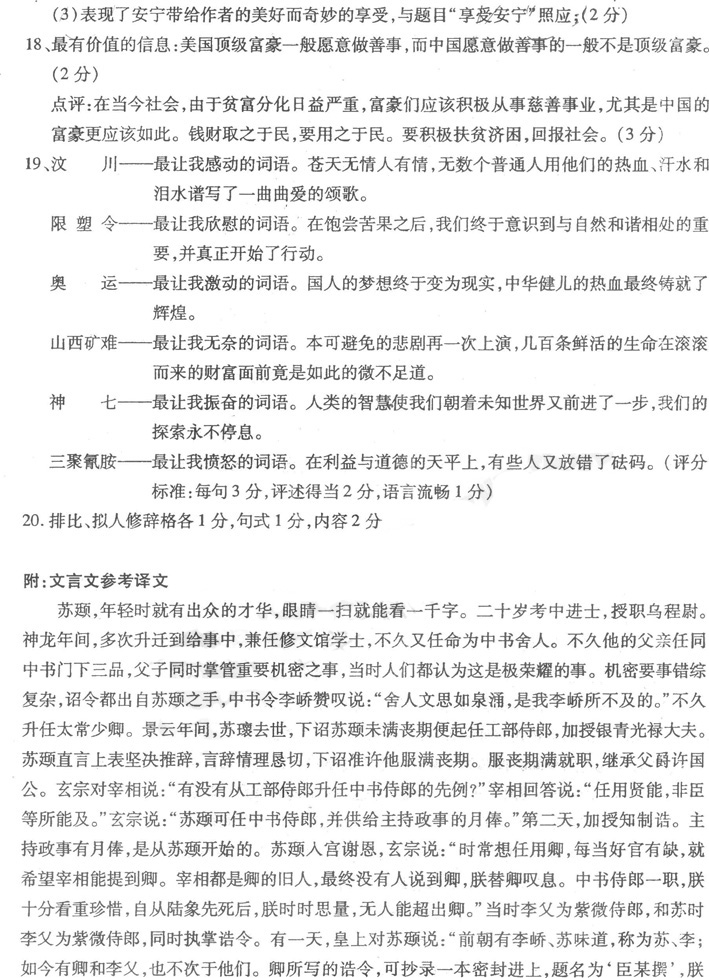 (3)表现了安宁带给作者的美好而奇妙的享受,与题目“享受安宁”照应;(2分)
18、最有价值的信息:美国顶级富豪一般愿意做善事,而中国愿意做善事的一般不是顶级富豪。
(2分)
点评:在当今社会,由于贫富分化日益严重,富豪们应该积极从事慈善事业,尤其是中国的
富豪更应该如此。钱财取之于民,要用之于民。要积极扶贫济困,回报社会。(3分)
19、汶 川——最让我感动的词语。苍天无情人有情,无数个普通人用他们的热血、汗水和
泪水谱写了一曲曲爱的颂歌。
限 塑 令——最让我欣慰的词语。在饱尝苦果之后,我们终于意识到与自然和谐相处的重
要,并真正开始了行动。
奥 运——最让我激动的词语。国人的梦想终于变为现实,中华健儿的热血最终铸就了
辉煌。
山西矿难——最让我无奈的词语。本可避免的悲剧再一次上演,几百条鲜活的生命在滚滚
而来的财富面前竟是如此的微不足道。
神 七——最让我振奋的词语。人类的智慧使我们朝着未知世界又前进了一步,我们的
探索永不停息。
三聚氰胺——最让我愤怒的词语。在利益与道德的天平上,有些人又放错了砝码。(评分
标准:每句3分,评述得当2分,语言流畅1分)
20. 排比、拟人修辞格各1分,句式1分,内容2分
附:文言文参考译文
苏颋,年轻时就有出众的才华,眼睛一扫就能看一千字。二十岁考中进士,授职乌程尉。
神龙年间,多次升迁到给事中,兼任修文馆学士,不久又任命为中书舍人。不久他的父亲任同
中书门下三品,父子同时掌管重要机密之事,当时人们都认为这是极荣耀的事。机密要事错综
复杂,诏令都出自苏颋之手,中书令李峤赞叹说:“舍人文思如泉涌,是我李峤所不及的。”不久
升任太常少卿。景云年间,苏瓌去世,下诏苏颋未满丧期便起任工部侍郎,加授银青光禄大夫。
苏颋直言上表坚决推辞,言辞情理恳切,下诏准许他服满丧期。服丧期满就职,继承父爵许国
公。玄宗对宰相说:“有没有从工部侍郎升任中书侍郎的先例?”宰相回答说:“任用贤能,非臣
等所能及。”玄宗说:“苏颋可任中书侍郎,并供给主持政事的月俸。”第二天,加授知制诰。主
持政事有月俸,是从苏颋开始的。苏颋入宫谢恩,玄宗说:“时常想任用卿,每当好官有缺,就
希望宰相能提到卿。宰相都是卿的旧人,最终没有人说到卿,朕替卿叹息。中书侍郎一职,朕
十分看重珍惜,自从陆象先死后,朕时时思量,无人能超出卿。”当时李乂为紫微侍郎,和苏时
李乂为紫微侍郎,同时执掌诰令。有一天,皇上对苏颋说:“前朝有李峤、苏味道,称为苏、李;
如今有卿和李乂,也不次于他们。卿所写的诰令,可抄录一本密封进上,题名为‘臣某撰’,朕